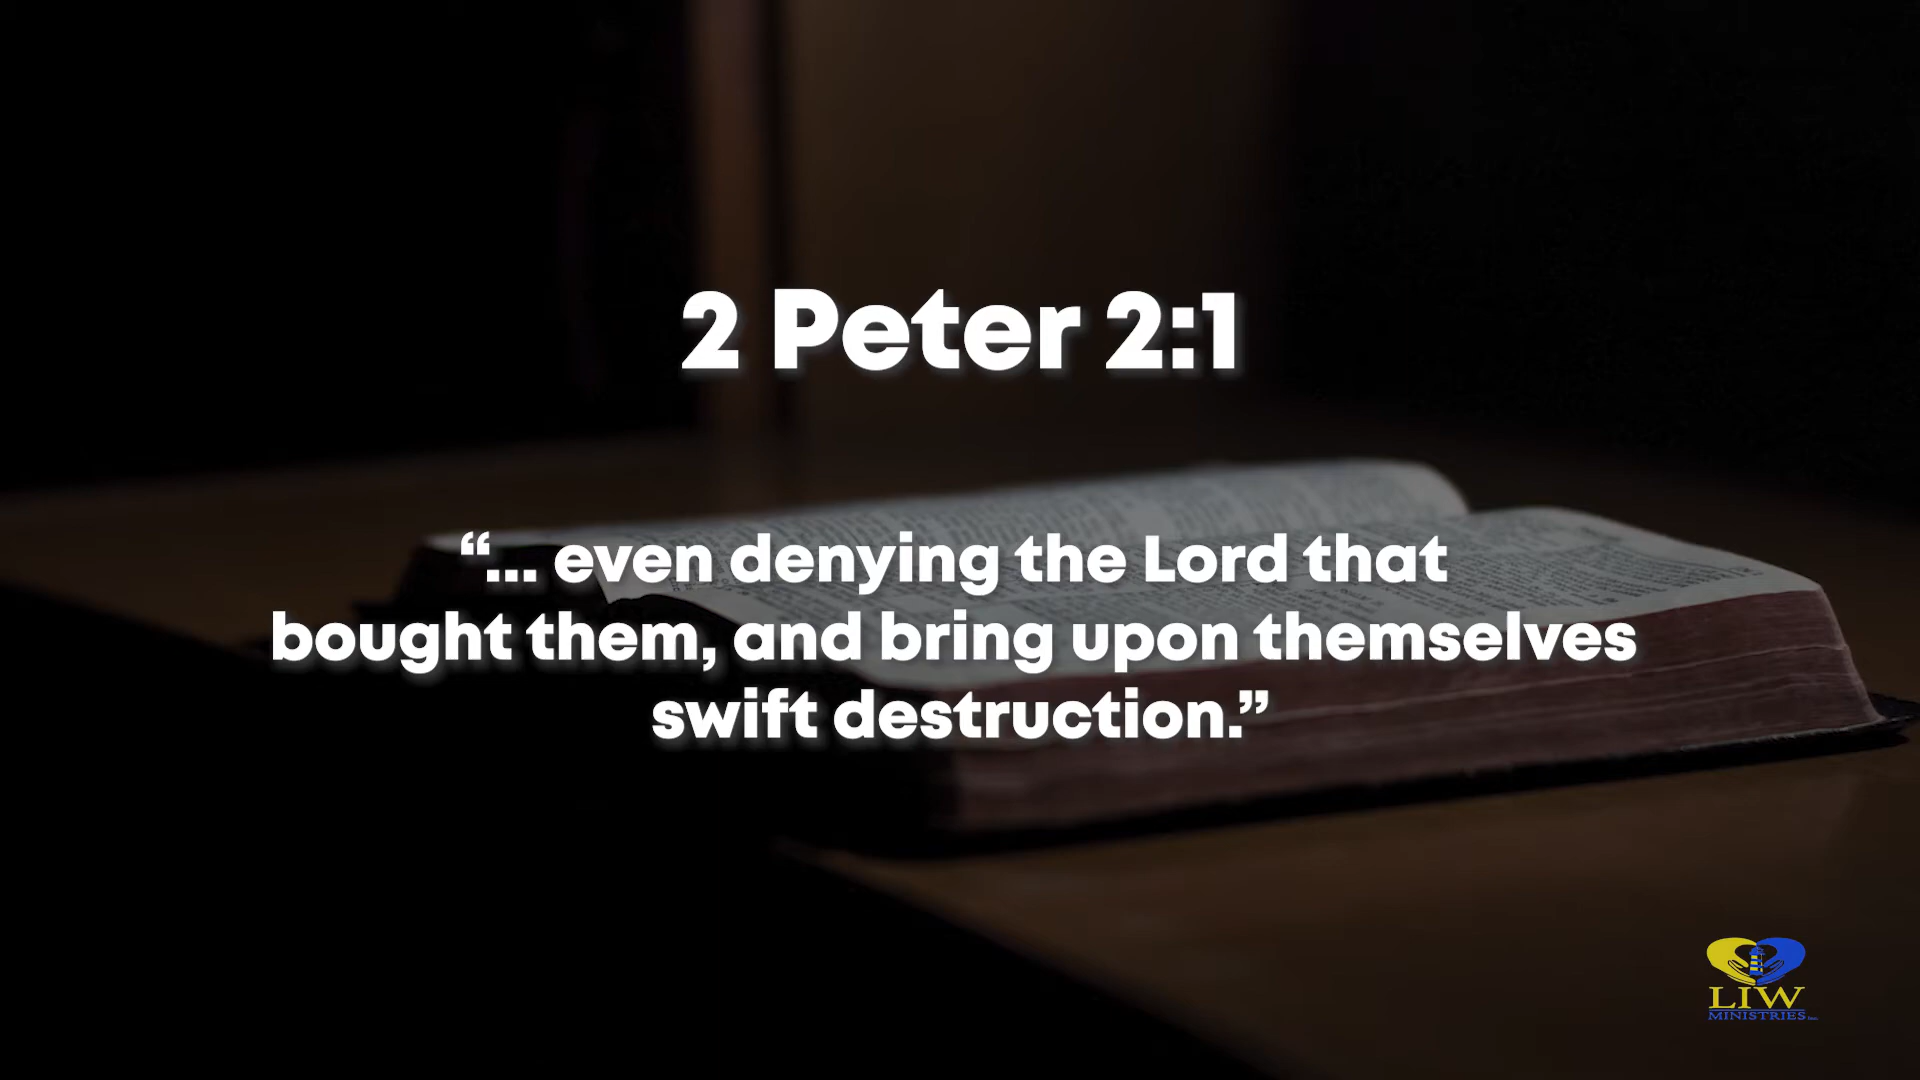 2 Peter 2:1
“... even denying the Lord that
bought them, and bring upon themselves
swift destruction.”
LIW
MINISTRIES Inc.